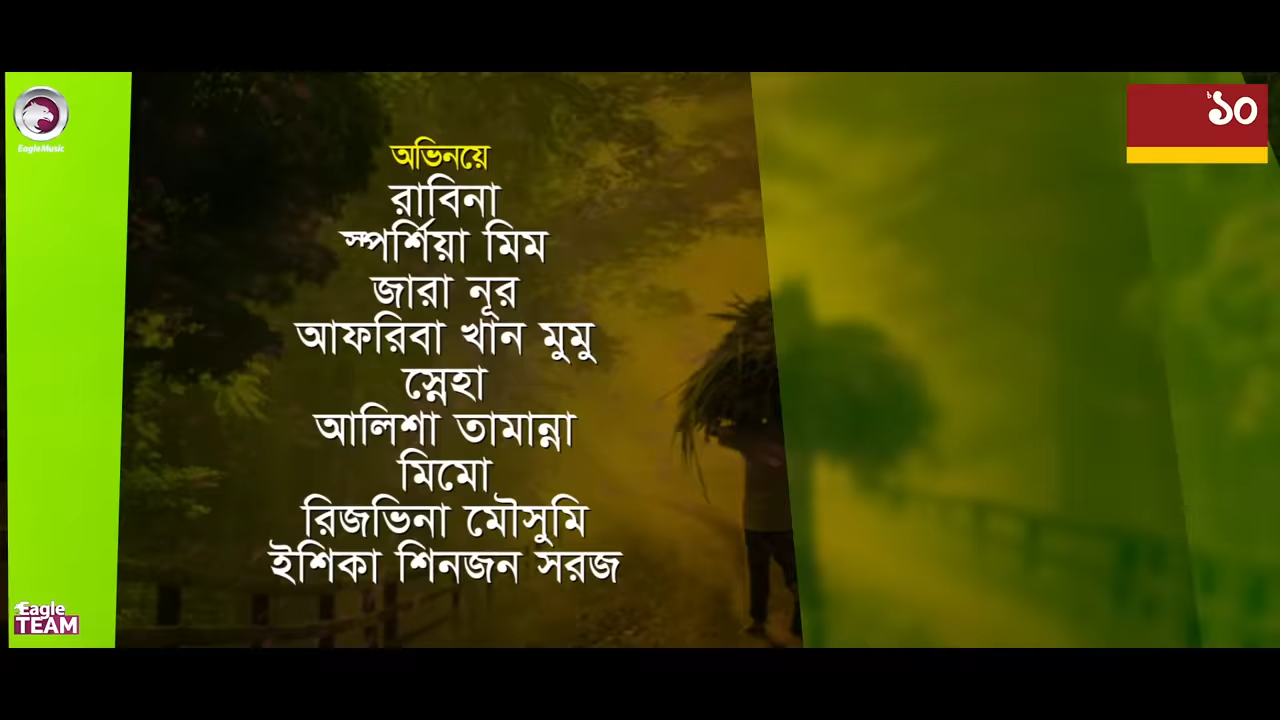 EagleMusic
৳১০
অভিনয়ে
রাবিনা
স্পর্শিয়া মিম
জারা নূর
আফরিবা খান মুমু
স্নেহা
আলিশা তামান্না
মিমো
রিজভিনা মৌসুমি
ইশিকা শিনজন সরজ
Eagle
TEAM